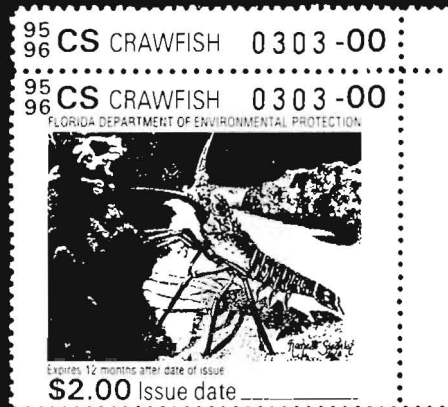 95
96 CS CRAWFISH 0303-00
95
96 CS CRAWFISH 0303-00
FLORIDA DEPARTMENT OF ENVIRONMENTAL PROTECTION
Expires 12 months after date of issue
$2.00 Issue date